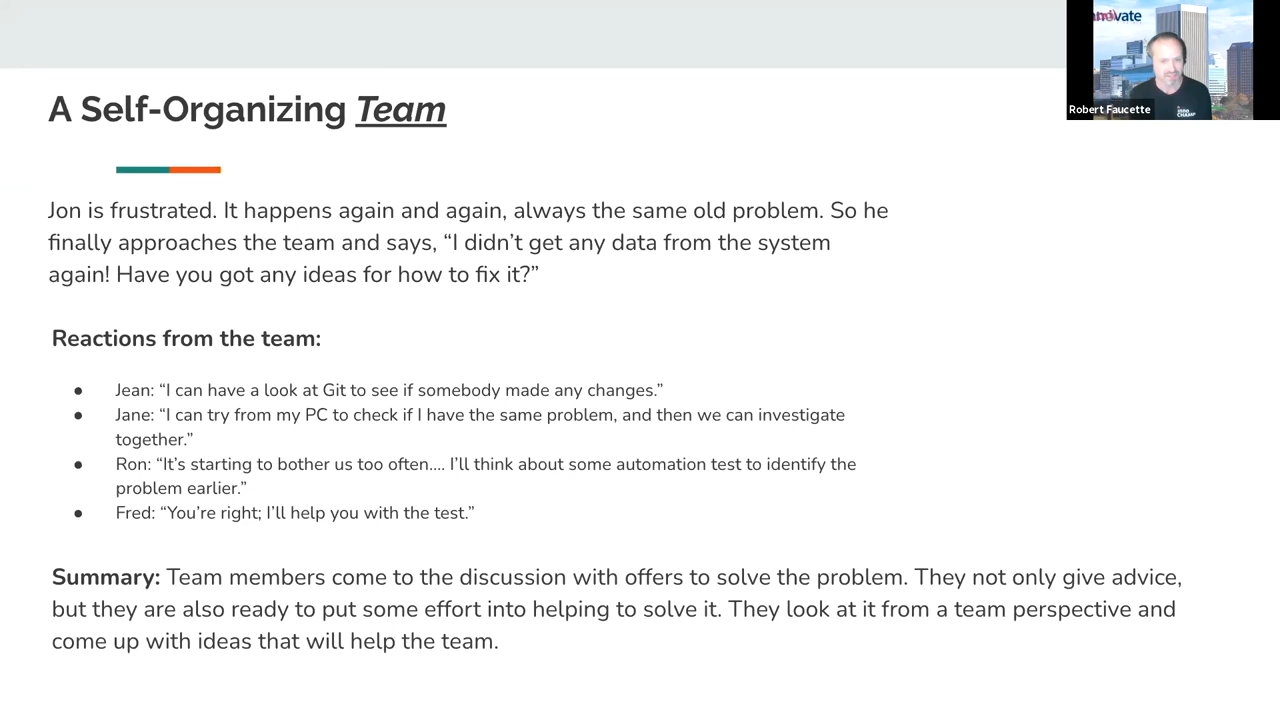 A Self-Organizing Team
Robert Faucette
Jon is frustrated. It happens again and again, always the same old problem. So he
finally approaches the team and says, “I didn’t get any data from the system
again! Have you got any ideas for how to fix it?”
Reactions from the team:
● Jean: “I can have a look at Git to see if somebody made any changes.”
● Jane: “I can try from my PC to check if I have the same problem, and then we can investigate
together.”
● Ron: “It’s starting to bother us too often.... I’ll think about some automation test to identify the
problem earlier.”
● Fred: “You’re right; I’ll help you with the test.”
Summary: Team members come to the discussion with offers to solve the problem. They not only give advice,
but they are also ready to put some effort into helping to solve it. They look at it from a team perspective and
come up with ideas that will help the team.